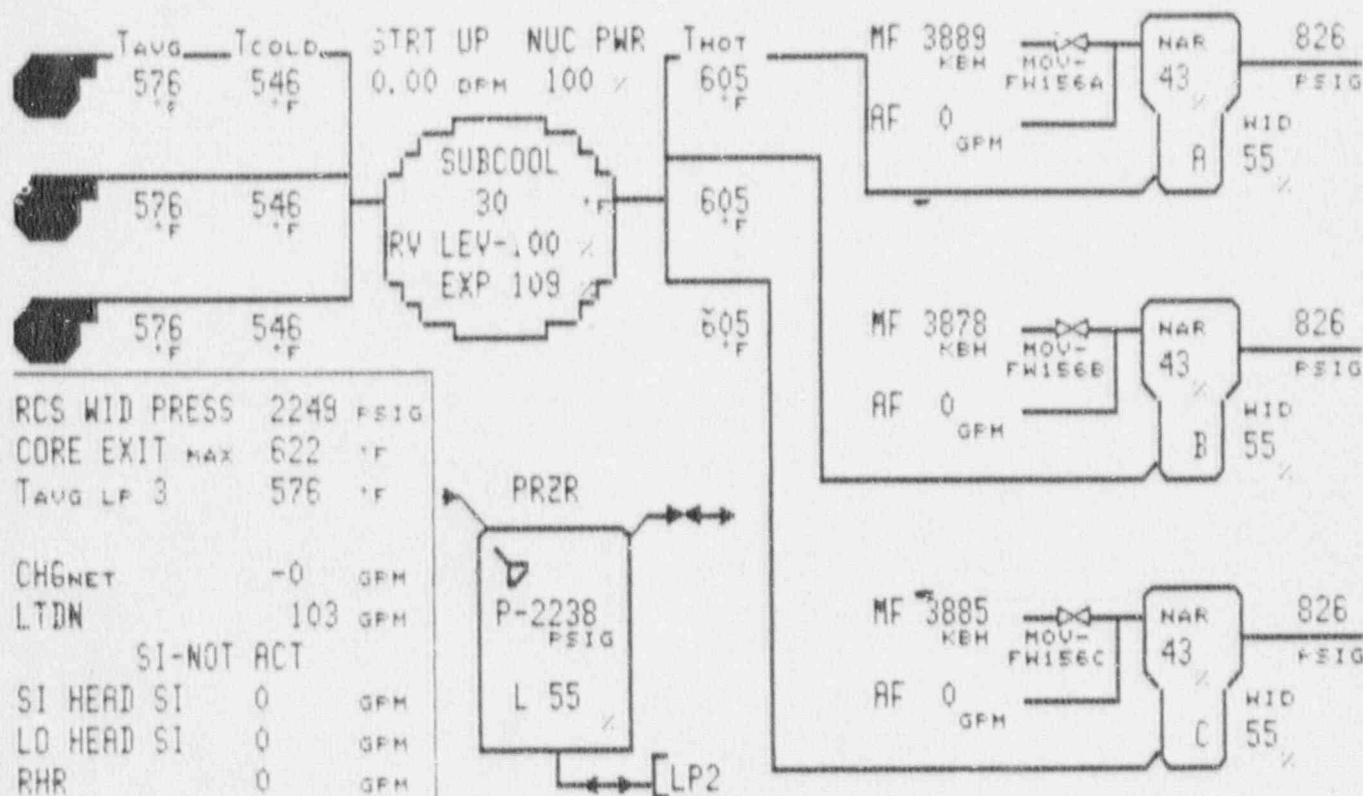 TAVG TCOLD STRT UP NUC PWR THOT MF 3889 KBH NAR 826
576 °F 546 °F 0.00 DPM 100 % 605 °F MOV-FW156A 43 % PSIG
AF 0 GPM
SUBCOOL A WID
576 °F 546 °F 30 °F 605 °F 55 %
RV LEV-100 %
EXP 109 %
576 °F 546 °F 605 °F MF 3878 KBH NAR 826
MOV-FW156B 43 % PSIG
RCS WID PRESS 2249 PSIG AF 0 GPM WID
CORE EXIT MAX 622 °F B 55 %
TAVG LP 3 576 °F PRZR
CHGNET -0 GPM
LTDN 103 GPM P-2238 PSIG MF 3885 KBH NAR 826
MOV-FW156C 43 % PSIG
SI-NOT ACT
SI HEAD SI 0 GPM L 55 % AF 0 GPM WID
LO HEAD SI 0 GPM C 55 %
RHR 0 GPM LP2